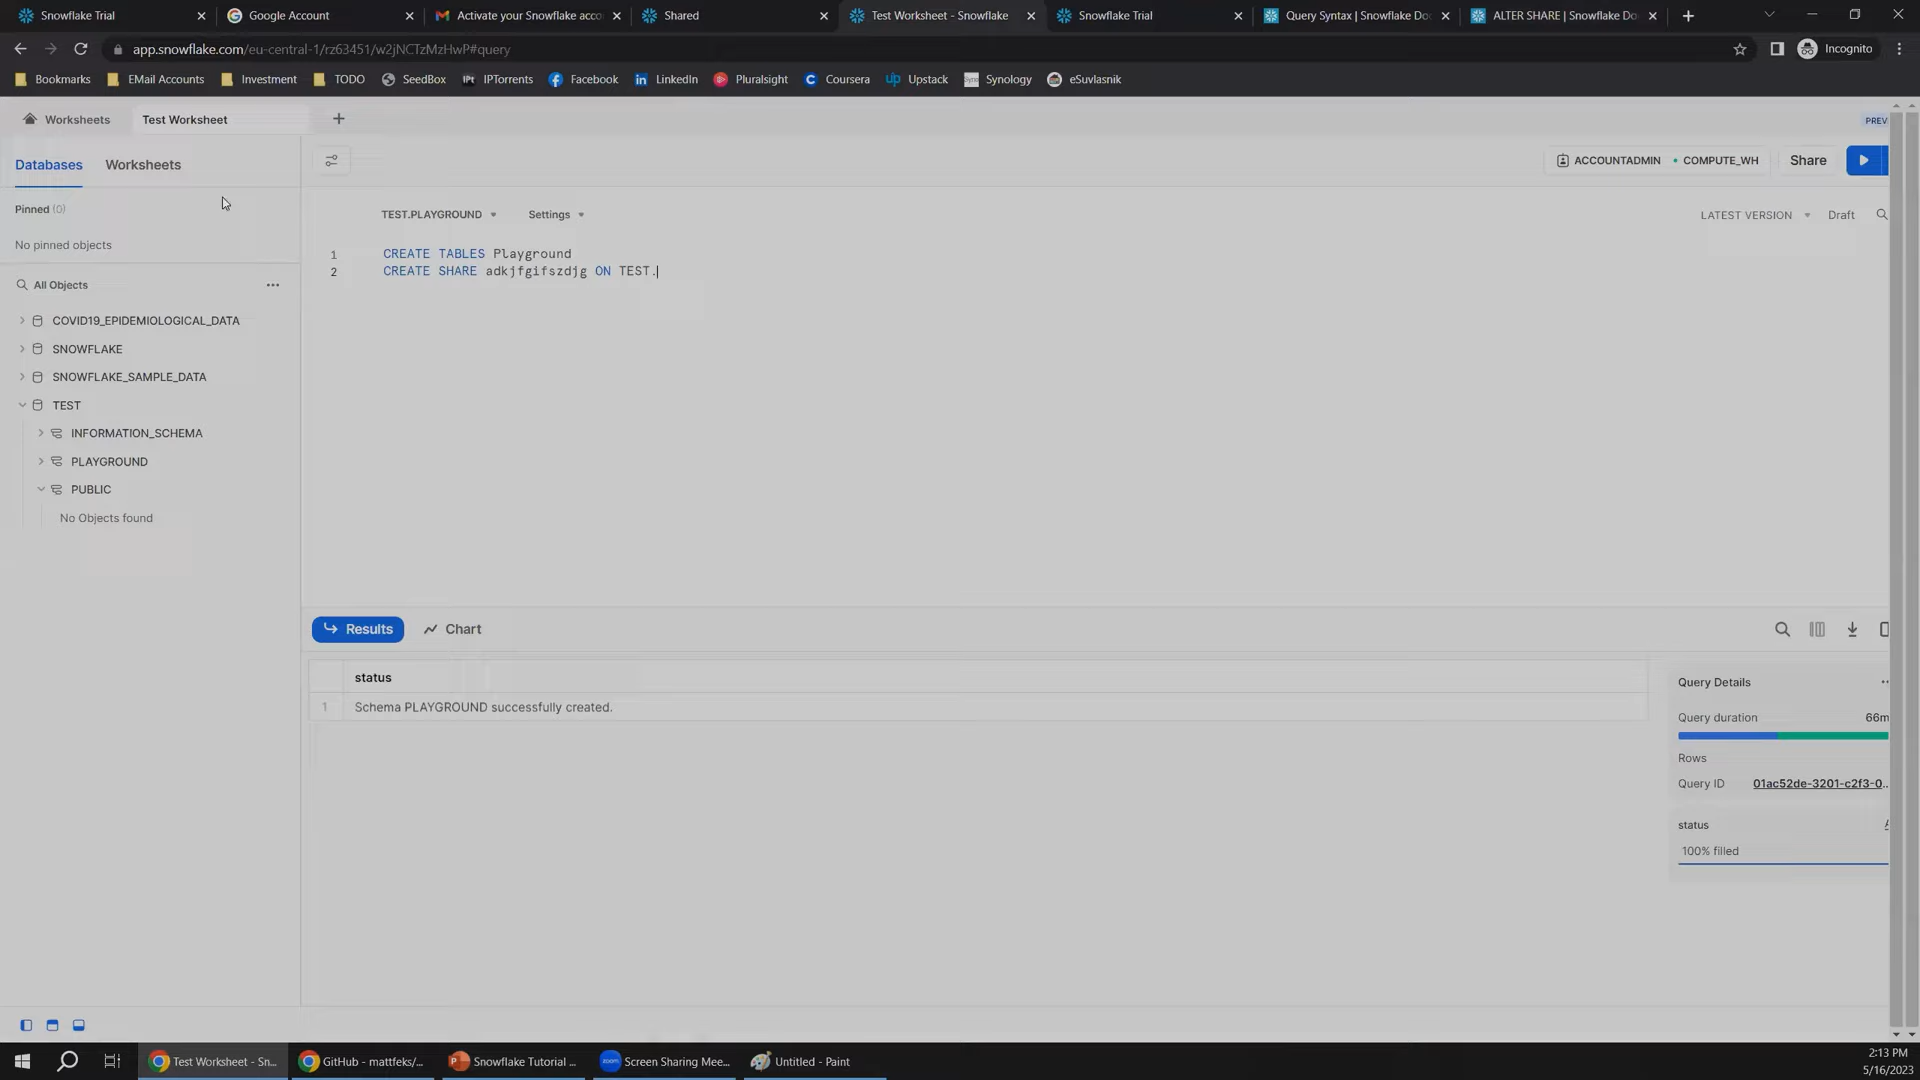 Snowflake Trial
Google Account
Activate your Snowflake acco
Shared
Test Worksheet - Snowflake
Snowflake Trial
Query Syntax | Snowflake Doc
ALTER SHARE | Snowflake Do
app.snowflake.com/eu-central-1/rz63451/w2jNCTzMzHwP#query
Incognito
Bookmarks
EMail Accounts
Investment
TODO
SeedBox
IPTorrents
Facebook
LinkedIn
Pluralsight
Coursera
Upstack
Synology
eSuvlasnik
Worksheets
Test Worksheet
PREV
Databases
Worksheets
ACCOUNTADMIN
COMPUTE_WH
Share
Pinned (0)
No pinned objects
TEST.PLAYGROUND
Settings
LATEST VERSION
Draft
1 CREATE TABLES Playground
2 CREATE SHARE adkjfgifszdjg ON TEST.
All Objects
COVID19_EPIDEMIOLOGICAL_DATA
SNOWFLAKE
SNOWFLAKE_SAMPLE_DATA
TEST
INFORMATION_SCHEMA
PLAYGROUND
PUBLIC
No Objects found
Results
Chart
status
1 Schema PLAYGROUND successfully created.
Query Details
Query duration 66m
Rows
Query ID 01ac52de-3201-c2f3-0...
status
100% filled
Test Worksheet - Sn...
GitHub - mattfeks/...
Snowflake Tutorial ...
Screen Sharing Mee...
Untitled - Paint
2:13 PM
5/16/2023